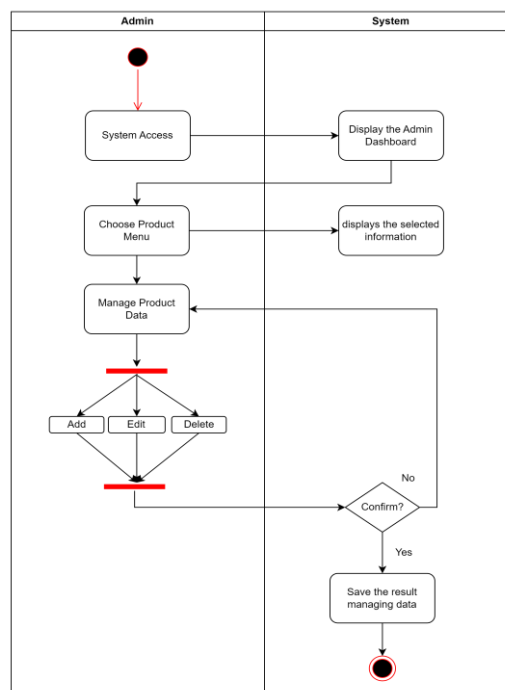 Admin
System
System Access
Display the Admin
Dashboard
Choose Product
Menu
displays the selected
information
Manage Product
Data
Add
Edit
Delete
No
Confirm?
Yes
Save the result
managing data